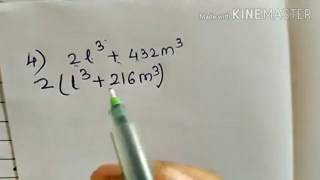 Made with KINEMASTER
4) 2l³ + 432m³
2(l³ + 216m³)